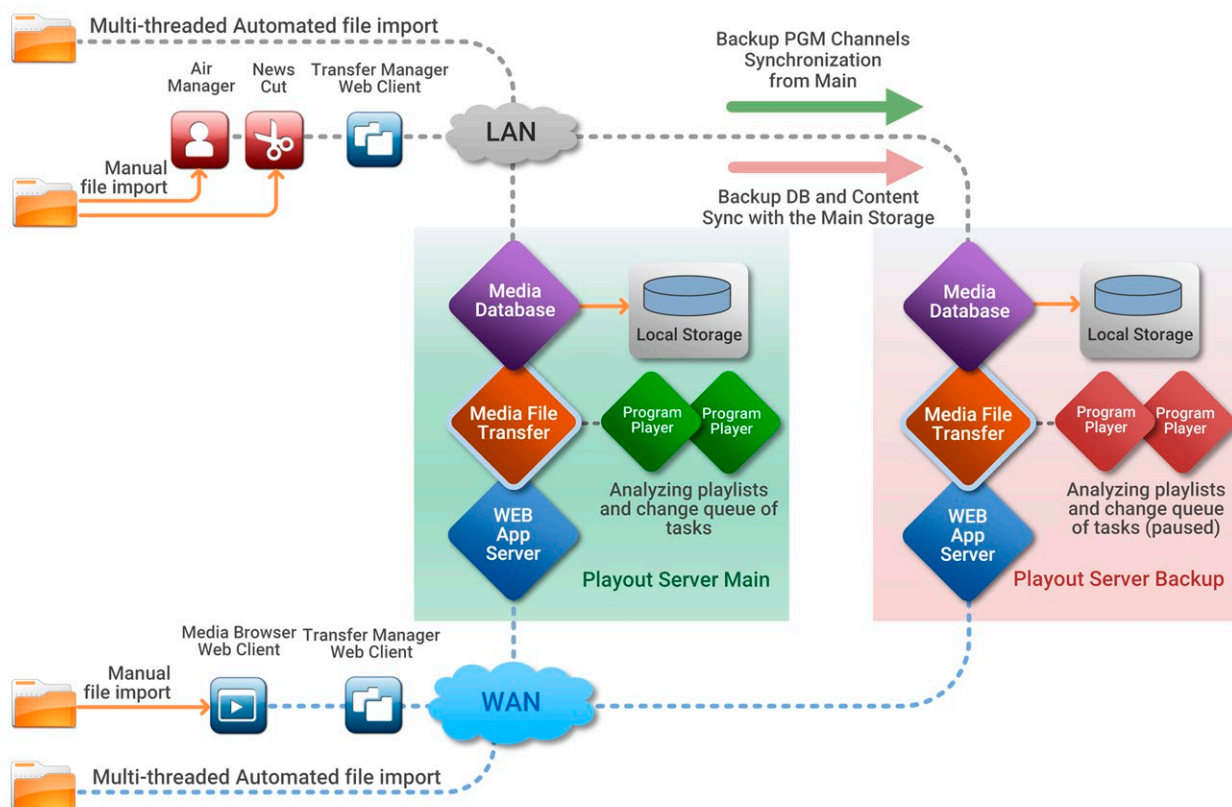 Multi-threaded Automated file import
Air
Manager
News
Cut
Transfer Manager
Web Client
Manual
file import
LAN
Backup PGM Channels
Synchronization
from Main
Backup DB and Content
Sync with the Main Storage
Media
Database
Local Storage
Media File
Transfer
Program
Player
Program
Player
Analyzing playlists
and change queue of
tasks
WEB
App
Server
Playout Server Main
Media
Database
Local Storage
Media File
Transfer
Program
Player
Program
Player
Analyzing playlists
and change queue
of tasks (paused)
WEB
App
Server
Playout Server Backup
Media Browser
Web Client
Transfer Manager
Web Client
Manual
file import
WAN
Multi-threaded Automated file import